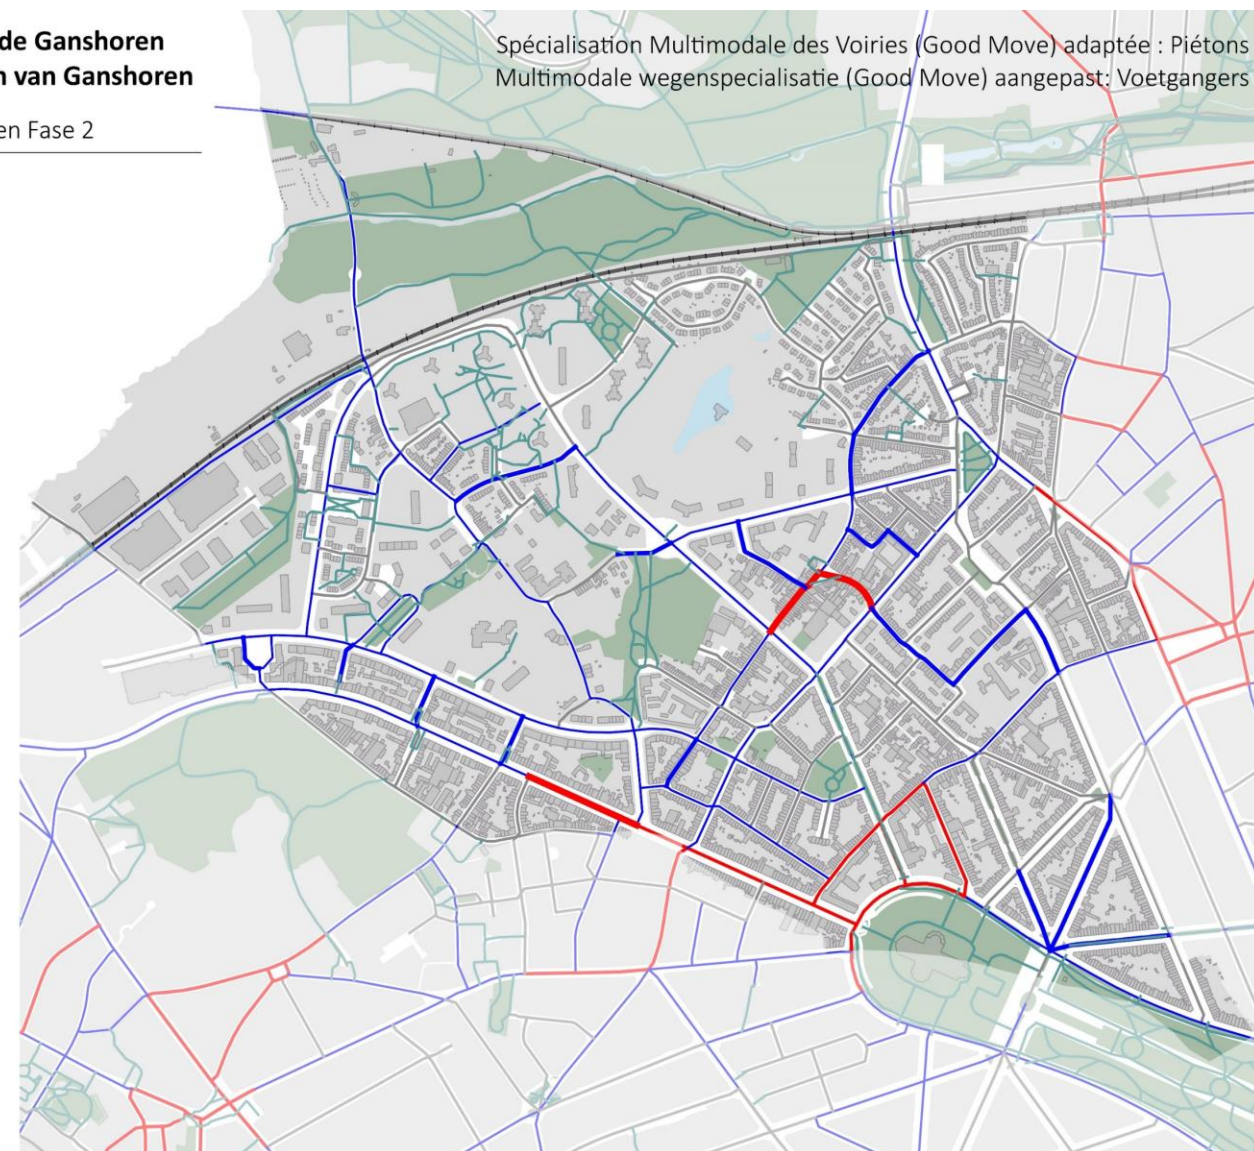 de Ganshoren
van Ganshoren
en Fase 2
Spécialisation Multimodale des Voiries (Good Move) adaptée : Piétons
Multimodale wegenspecialisatie (Good Move) aangepast: Voetgangers